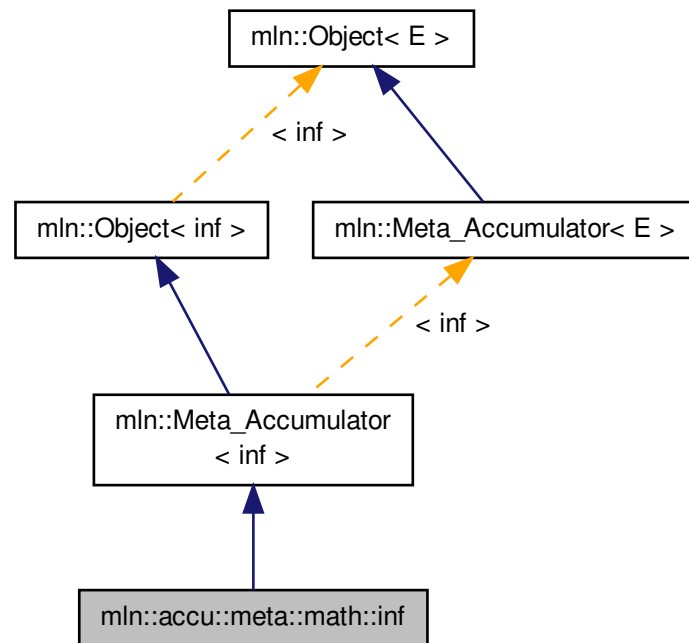 mln::Object< E >
< inf >
mln::Object< inf >
mln::Meta_Accumulator< E >
< inf >
mln::Meta_Accumulator
< inf >
mln::accu::meta::math::inf